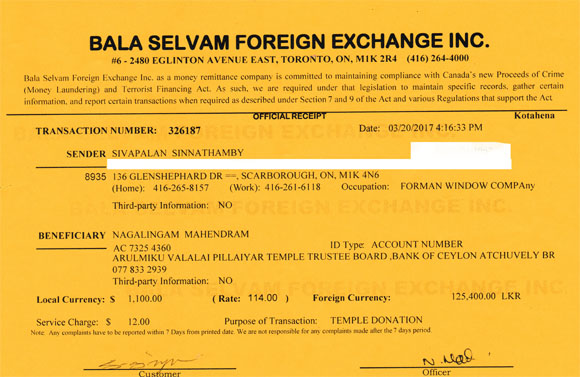 BALA SELVAM FOREIGN EXCHANGE INC.
#6 - 2480 EGLINTON AVENUE EAST, TORONTO, ON, M1K 2R4 (416) 264-4000
Bala Selvam Foreign Exchange Inc. as a money remittance company is committed to maintaining compliance with Canada's new Proceeds of Crime
(Money Laundering) and Terrorist Financing Act. As such, we are required under that legislation to maintain specific records, gather certain
information, and report certain transactions when required as described under Section 7 and 9 of the Act and various Regulations that support the Act.
OFFICIAL RECEIPT Kotahena
TRANSACTION NUMBER: 326187 Date: 03/20/2017 4:16:33 PM
SENDER SIVAPALAN SINNATHAMBY
8935 136 GLENSHEPHARD DR ==, SCARBOROUGH, ON, M1K 4N6
(Home): 416-265-8157 (Work): 416-261-6118 Occupation: FORMAN WINDOW COMPAny
Third-party Information: NO
BALA SELVAM FOREIGN EXCHANGE INC.
BENEFICIARY NAGALINGAM MAHENDRAM
AC 7325 4360 ID Type: ACCOUNT NUMBER
ARULMIKU VALALAI PILLAIYAR TEMPLE TRUSTEE BOARD ,BANK OF CEYLON ATCHUVELY BR
077 833 2939
Third-party Information: NO
BALA SELVAM FOREIGN EXCHANGE INC.
Local Currency: $ 1,100.00 (Rate: 114.00 ) Foreign Currency: 125,400.00 LKR
Service Charge: $ 12.00 Purpose of Transaction: TEMPLE DONATION
Note: Any complaints have to be reported within 7 Days from printed date. We are not responsible for any complaints made after the 7 days period.
Customer Officer